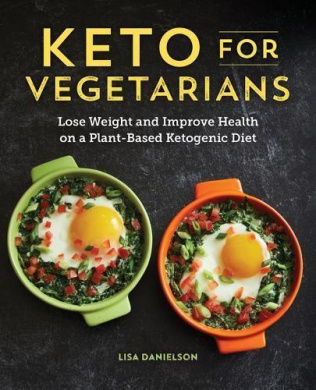 KETO FOR
VEGETARIANS
Lose Weight and Improve Health
on a Plant-Based Ketogenic Diet
LISA DANIELSON